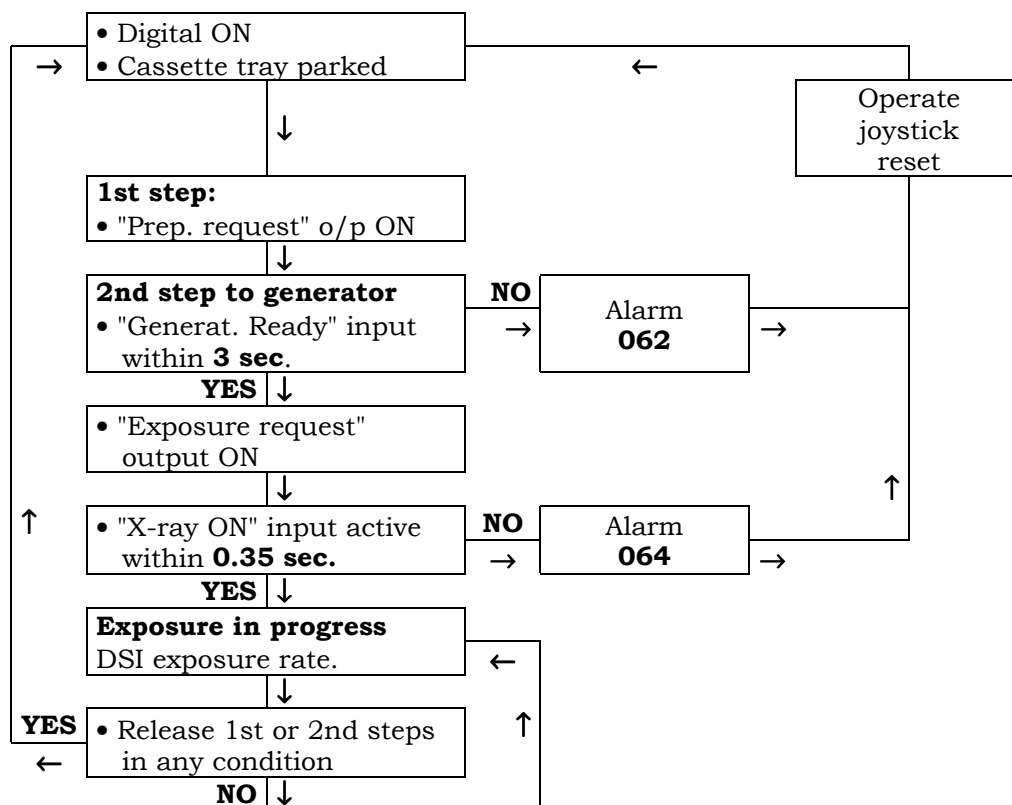 • Digital ON
• Cassette tray parked
→
←
Operate
joystick
reset
↓
1st step:
• "Prep. request" o/p ON
↓
2nd step to generator
• "Generat. Ready" input
within 3 sec.
NO
→
Alarm
062
→
YES ↓
• "Exposure request"
output ON
↓
↑
↑
• "X-ray ON" input active
within 0.35 sec.
NO
→
Alarm
064
→
YES ↓
Exposure in progress
DSI exposure rate.
←
↓
↑
YES
←
• Release 1st or 2nd steps
in any condition
NO ↓